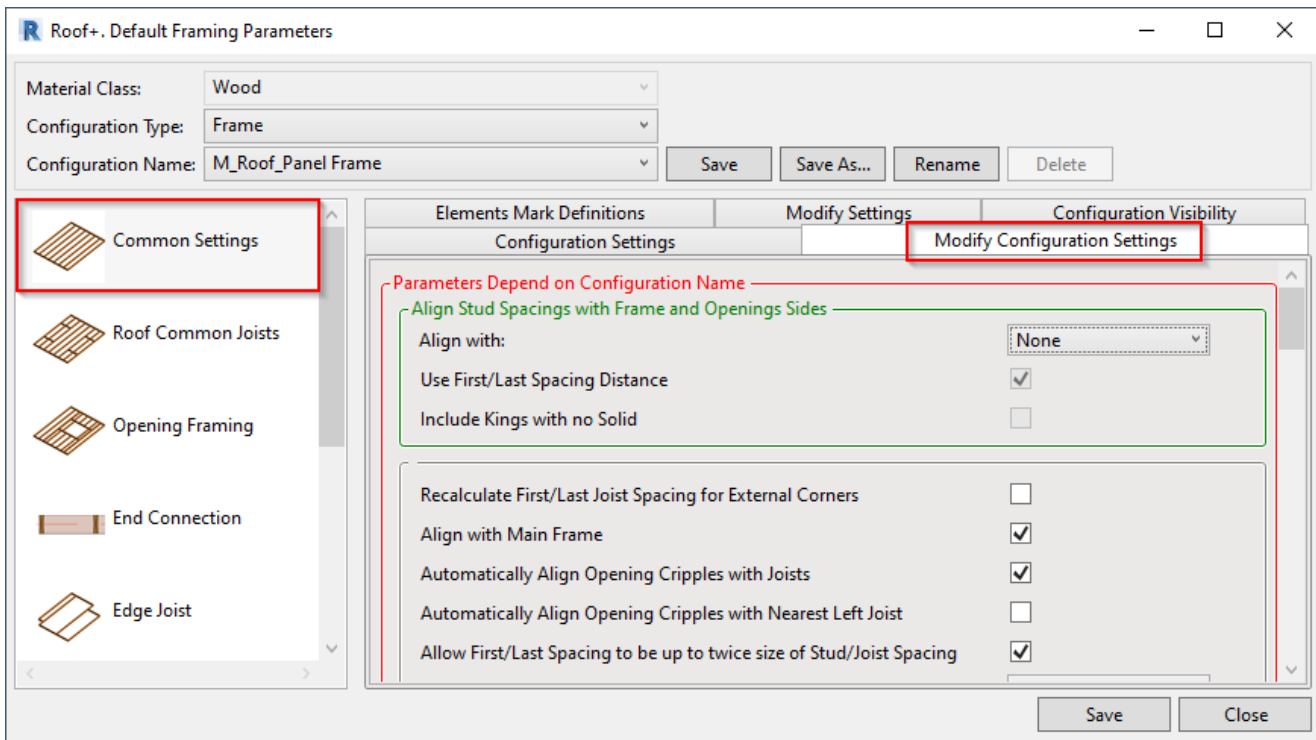 Roof+. Default Framing Parameters
Material Class: Wood
Configuration Type: Frame
Configuration Name: M_Roof_Panel Frame Save Save As... Rename Delete
Common Settings
Roof Common Joists
Opening Framing
End Connection
Edge Joist
Elements Mark Definitions Modify Settings Configuration Visibility
Configuration Settings Modify Configuration Settings
Parameters Depend on Configuration Name
Align Stud Spacings with Frame and Openings Sides
Align with: None
Use First/Last Spacing Distance
Include Kings with no Solid
Recalculate First/Last Joist Spacing for External Corners
Align with Main Frame
Automatically Align Opening Cripples with Joists
Automatically Align Opening Cripples with Nearest Left Joist
Allow First/Last Spacing to be up to twice size of Stud/Joist Spacing
Save Close